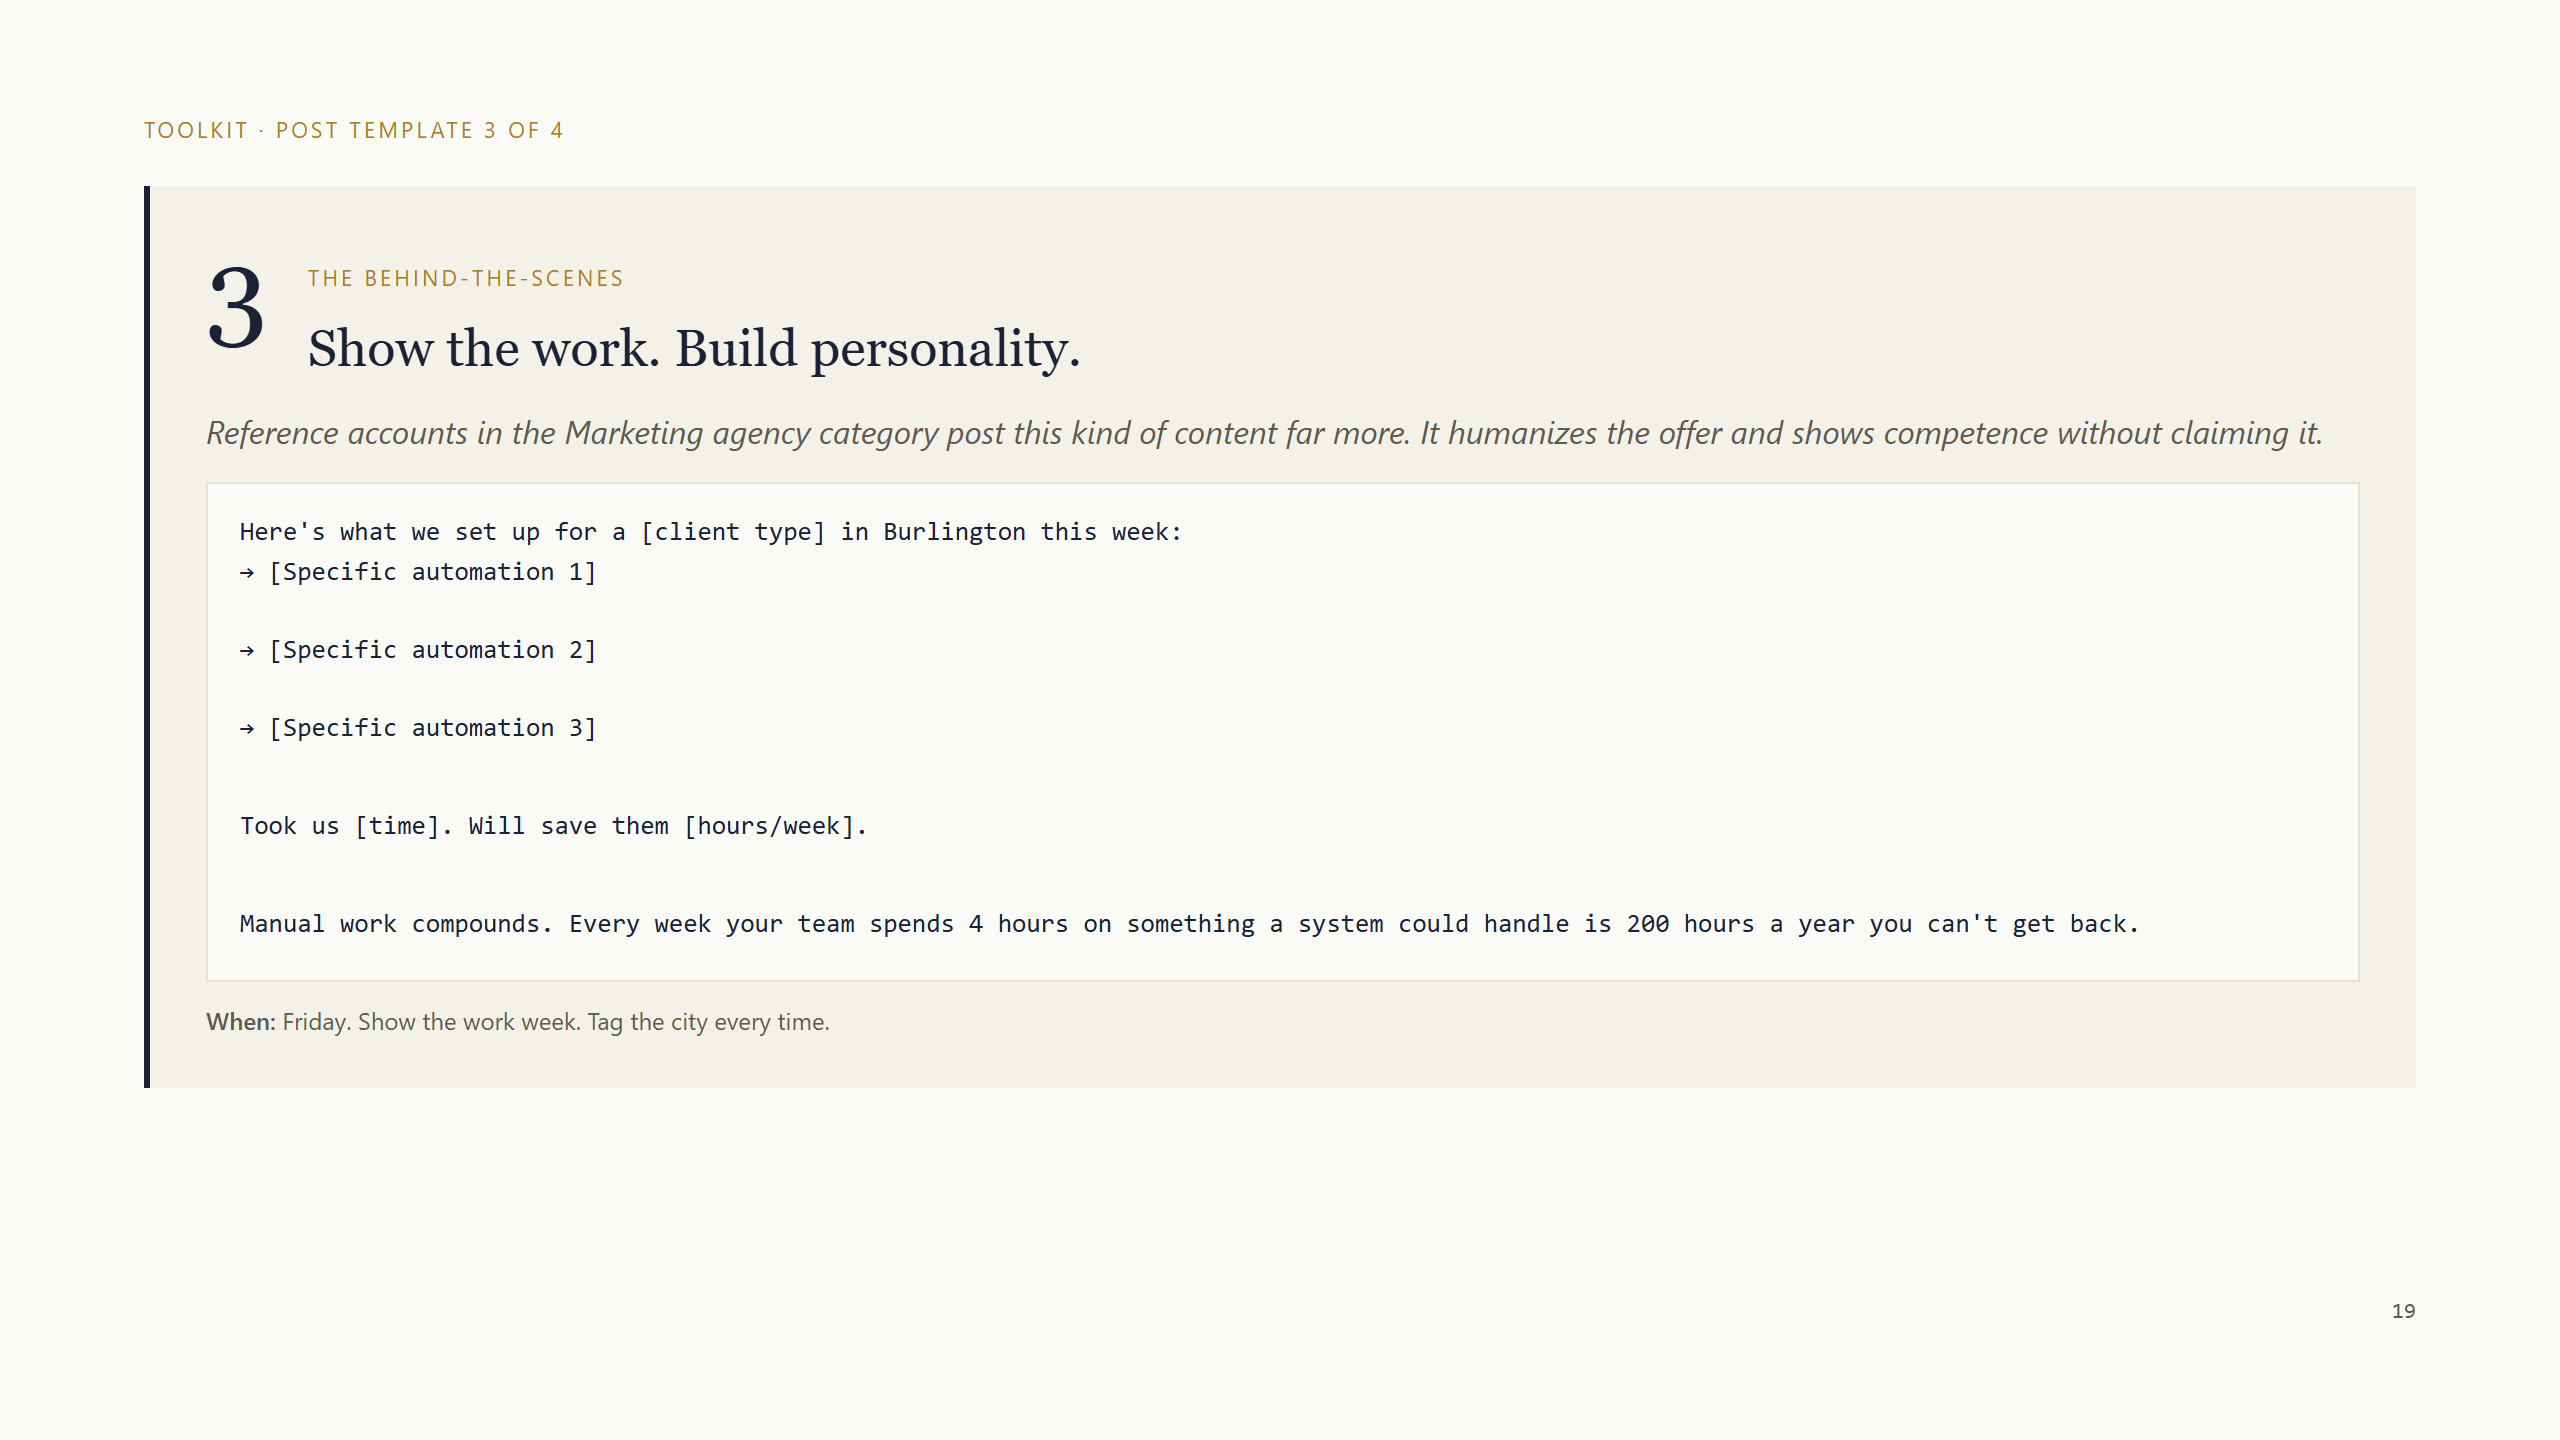 TOOLKIT · POST TEMPLATE 3 OF 4
3
THE BEHIND-THE-SCENES
Show the work. Build personality.
Reference accounts in the Marketing agency category post this kind of content far more. It humanizes the offer and shows competence without claiming it.
Here's what we set up for a [client type] in Burlington this week:
→ [Specific automation 1]
→ [Specific automation 2]
→ [Specific automation 3]
Took us [time]. Will save them [hours/week].
Manual work compounds. Every week your team spends 4 hours on something a system could handle is 200 hours a year you can't get back.
When: Friday. Show the work week. Tag the city every time.
19